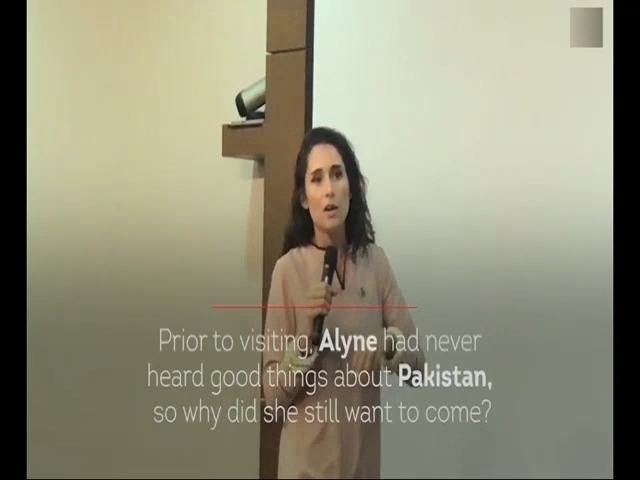 Prior to visiting, Alyne had never
heard good things about Pakistan,
so why did she still want to come?